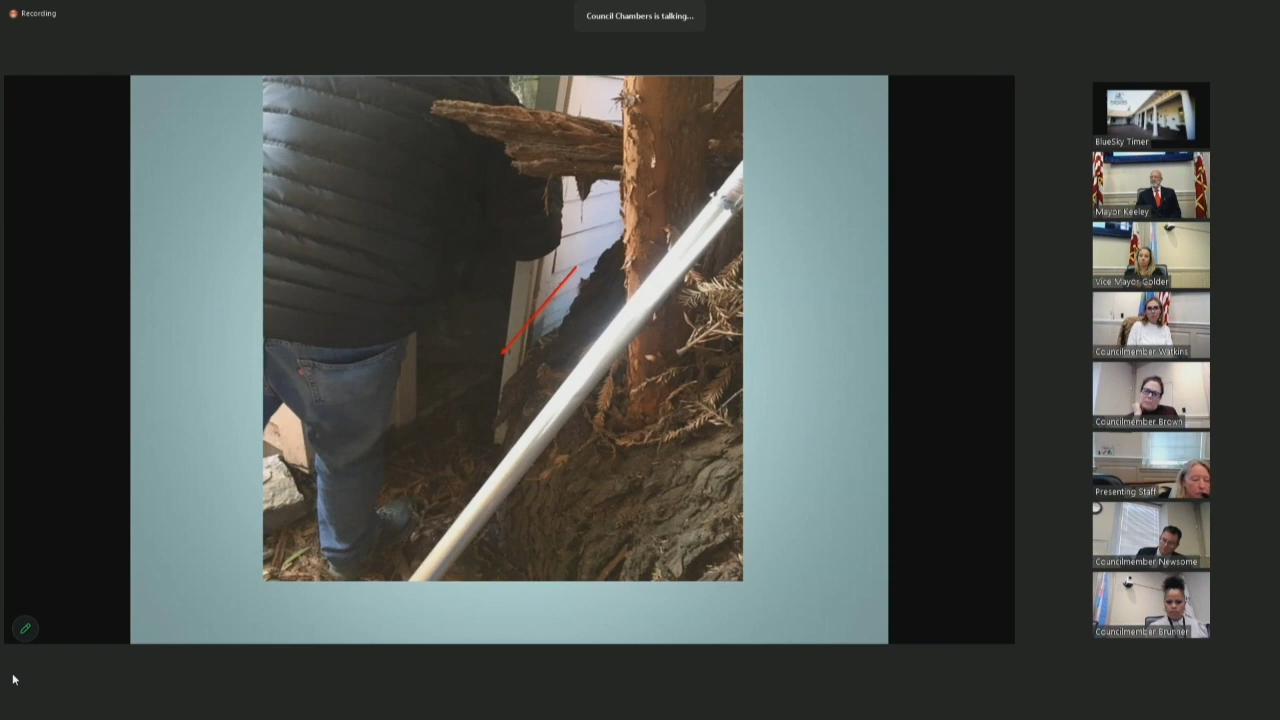 Recording
Council Chambers is talking...
BlueSky Timer
Mayor Keeley
Vice Mayor Golder
Councilmember Watkins
Councilmember Brown
Presenting Staff
Councilmember Newsome
Councilmember Brunner